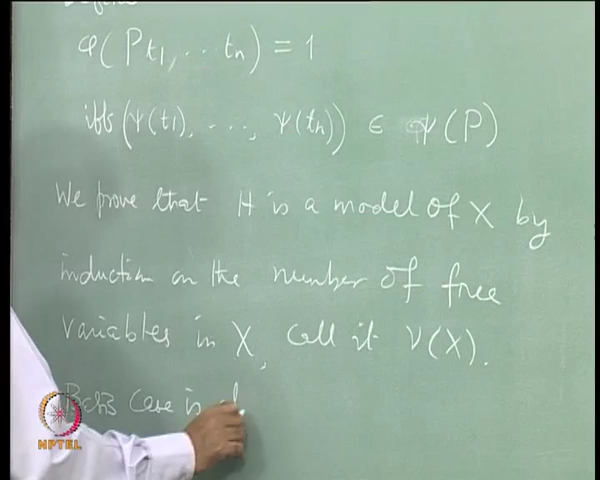 Define
φ(Pt1, .. tn) = 1
iff (ψ(t1), ..., ψ(tn)) ∈ ψ(P)
We prove that H is a model of X by
induction on the number of free
variables in X, call it ν(X).
Basis case is
NPTEL